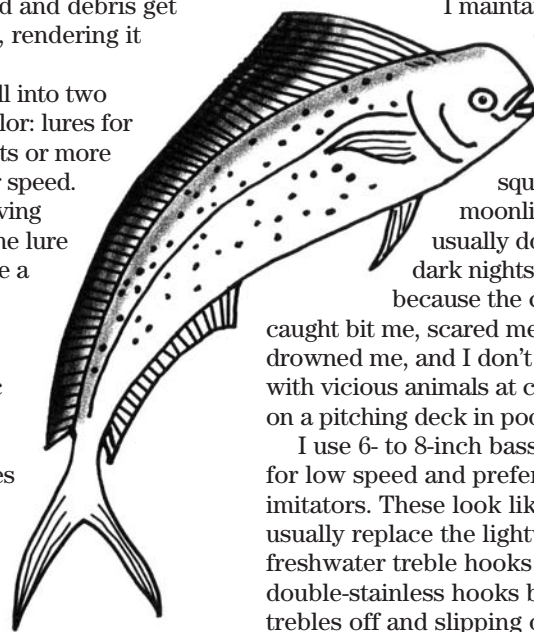 d and debris get
, rendering it
ll into two
lor: lures for
ts or more
r speed.
ving
ne lure
e a
c
es
I maintai
squ
moonli
usually do
dark nights
because the
caught bit me, scared me
drowned me, and I don't
with vicious animals at c
on a pitching deck in poo
I use 6- to 8-inch bass
for low speed and prefer
imitators. These look lik
usually replace the lightw
freshwater treble hooks
double-stainless hooks b
trebles off and slipping o